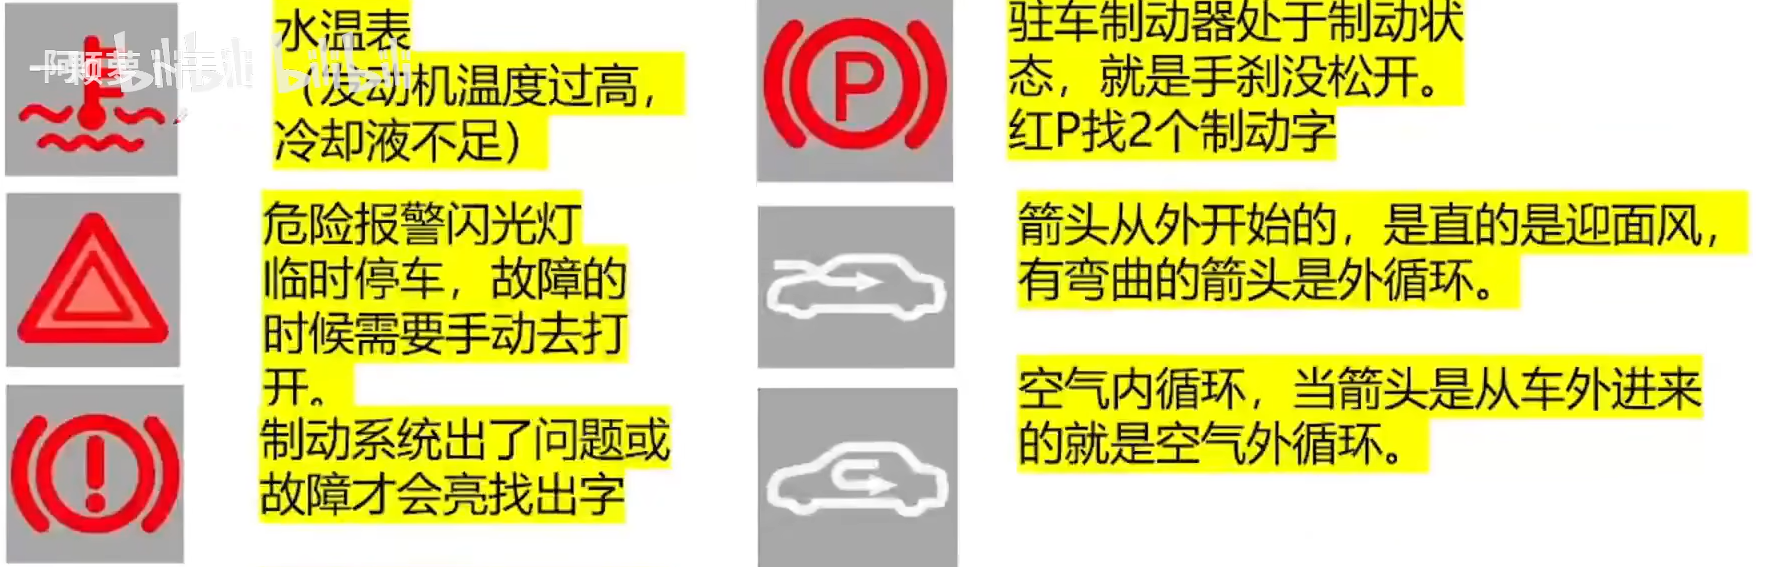 水温表
（发动机温度过高，
冷却液不足）
危险报警闪光灯
临时停车，故障的
时候需要手动去打
开。
制动系统出了问题或
故障才会亮找出字
P
驻车制动器处于制动状
态，就是手刹没松开。
红P找2个制动字
箭头从外开始的，是直的是迎面风，
有弯曲的箭头是外循环。
空气内循环，当箭头是从车外进来
的就是空气外循环。
bilibili